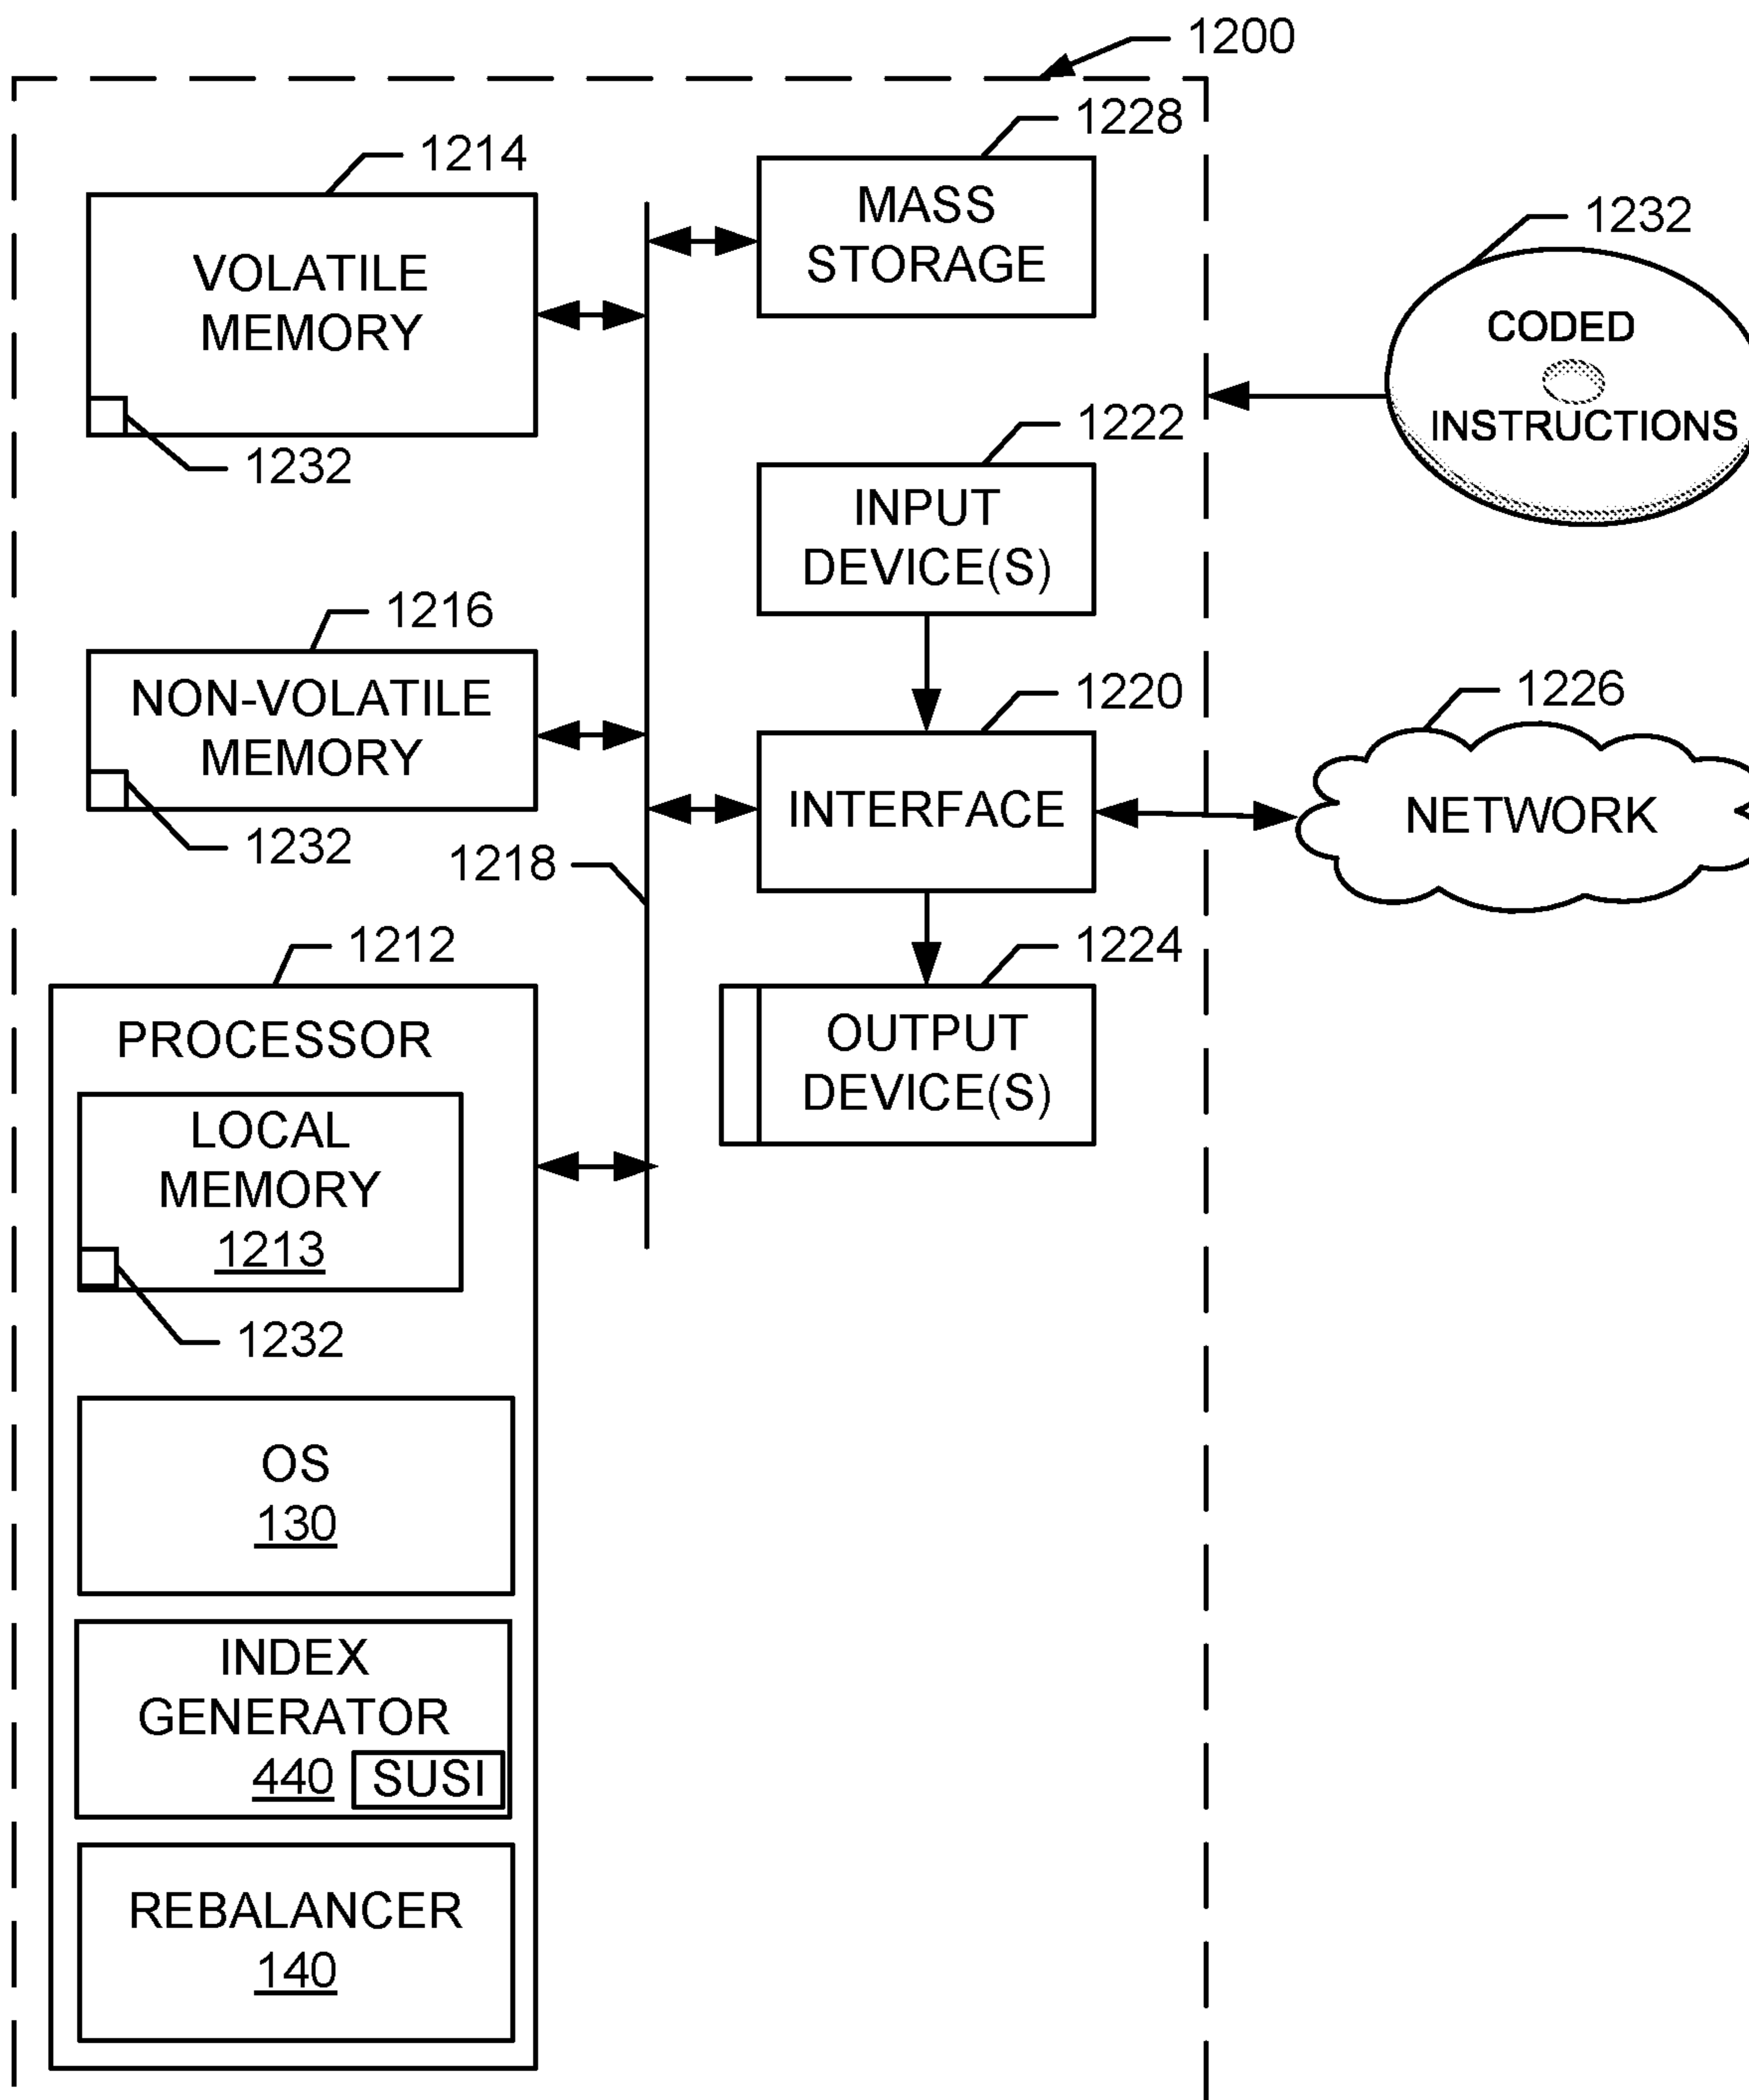 1200
1228
1214
MASS
STORAGE
VOLATILE
MEMORY
1232
CODED
INSTRUCTIONS
1232
1222
INPUT
DEVICE(S)
1216
NON-VOLATILE
MEMORY
1232
1220
INTERFACE
1226
NETWORK
1218
1212
PROCESSOR
LOCAL
MEMORY
1213
1232
1224
OUTPUT
DEVICE(S)
OS
130
INDEX
GENERATOR
440
SUSI
REBALANCER
140